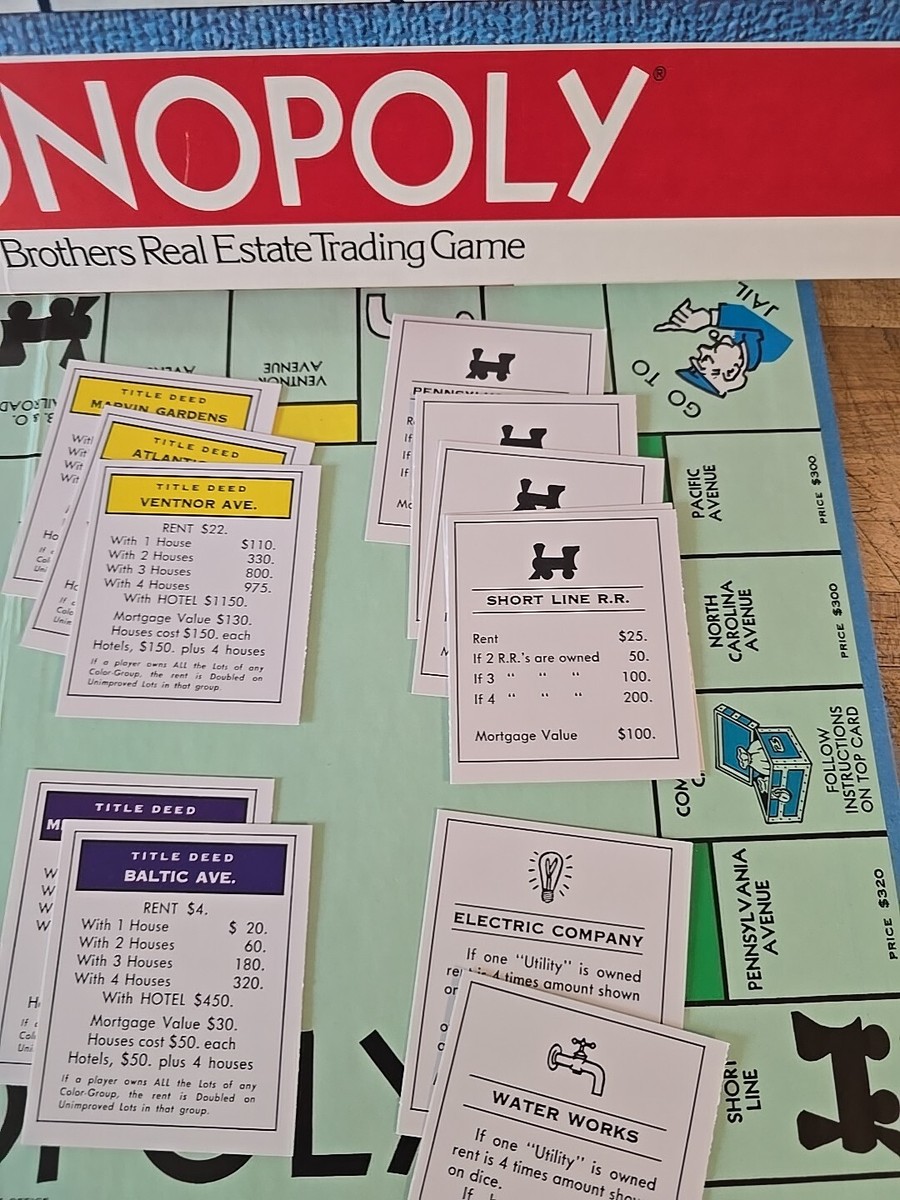 NOPOLY®
Brothers Real Estate Trading Game
AVENUE
VENTNOR
GO TO JAIL
TITLE DEED
MARVIN GARDENS
TITLE DEED
TITLE DEED
VENTNOR AVE.
RENT $22.
With 1 House $110.
With 2 Houses 330.
With 3 Houses 800.
With 4 Houses 975.
With HOTEL $1150.
Mortgage Value $130.
Houses cost $150. each
Hotels, $150. plus 4 houses
If a player owns ALL the Lots of any
Color-Group, the rent is Doubled on
Unimproved Lots in that group.
SHORT LINE R.R.
Rent $25.
If 2 R.R.'s are owned 50.
If 3 " " " 100.
If 4 " " " 200.
Mortgage Value $100.
PACIFIC
AVENUE
PRICE $300
NORTH
CAROLINA
AVENUE
PRICE $300
FOLLOW
INSTRUCTIONS
ON TOP CARD
PENNSYLVANIA
AVENUE
PRICE $320
SHORT
LINE
TITLE DEED
TITLE DEED
BALTIC AVE.
RENT $4.
With 1 House $ 20.
With 2 Houses 60.
With 3 Houses 180.
With 4 Houses 320.
With HOTEL $450.
Mortgage Value $30.
Houses cost $50. each
Hotels, $50. plus 4 houses
If a player owns ALL the Lots of any
Color-Group, the rent is Doubled on
Unimproved Lots in that group.
ELECTRIC COMPANY
If one "Utility" is owned
rent is 4 times amount shown
WATER WORKS
If one "Utility" is owned
rent is 4 times amount
on dice.